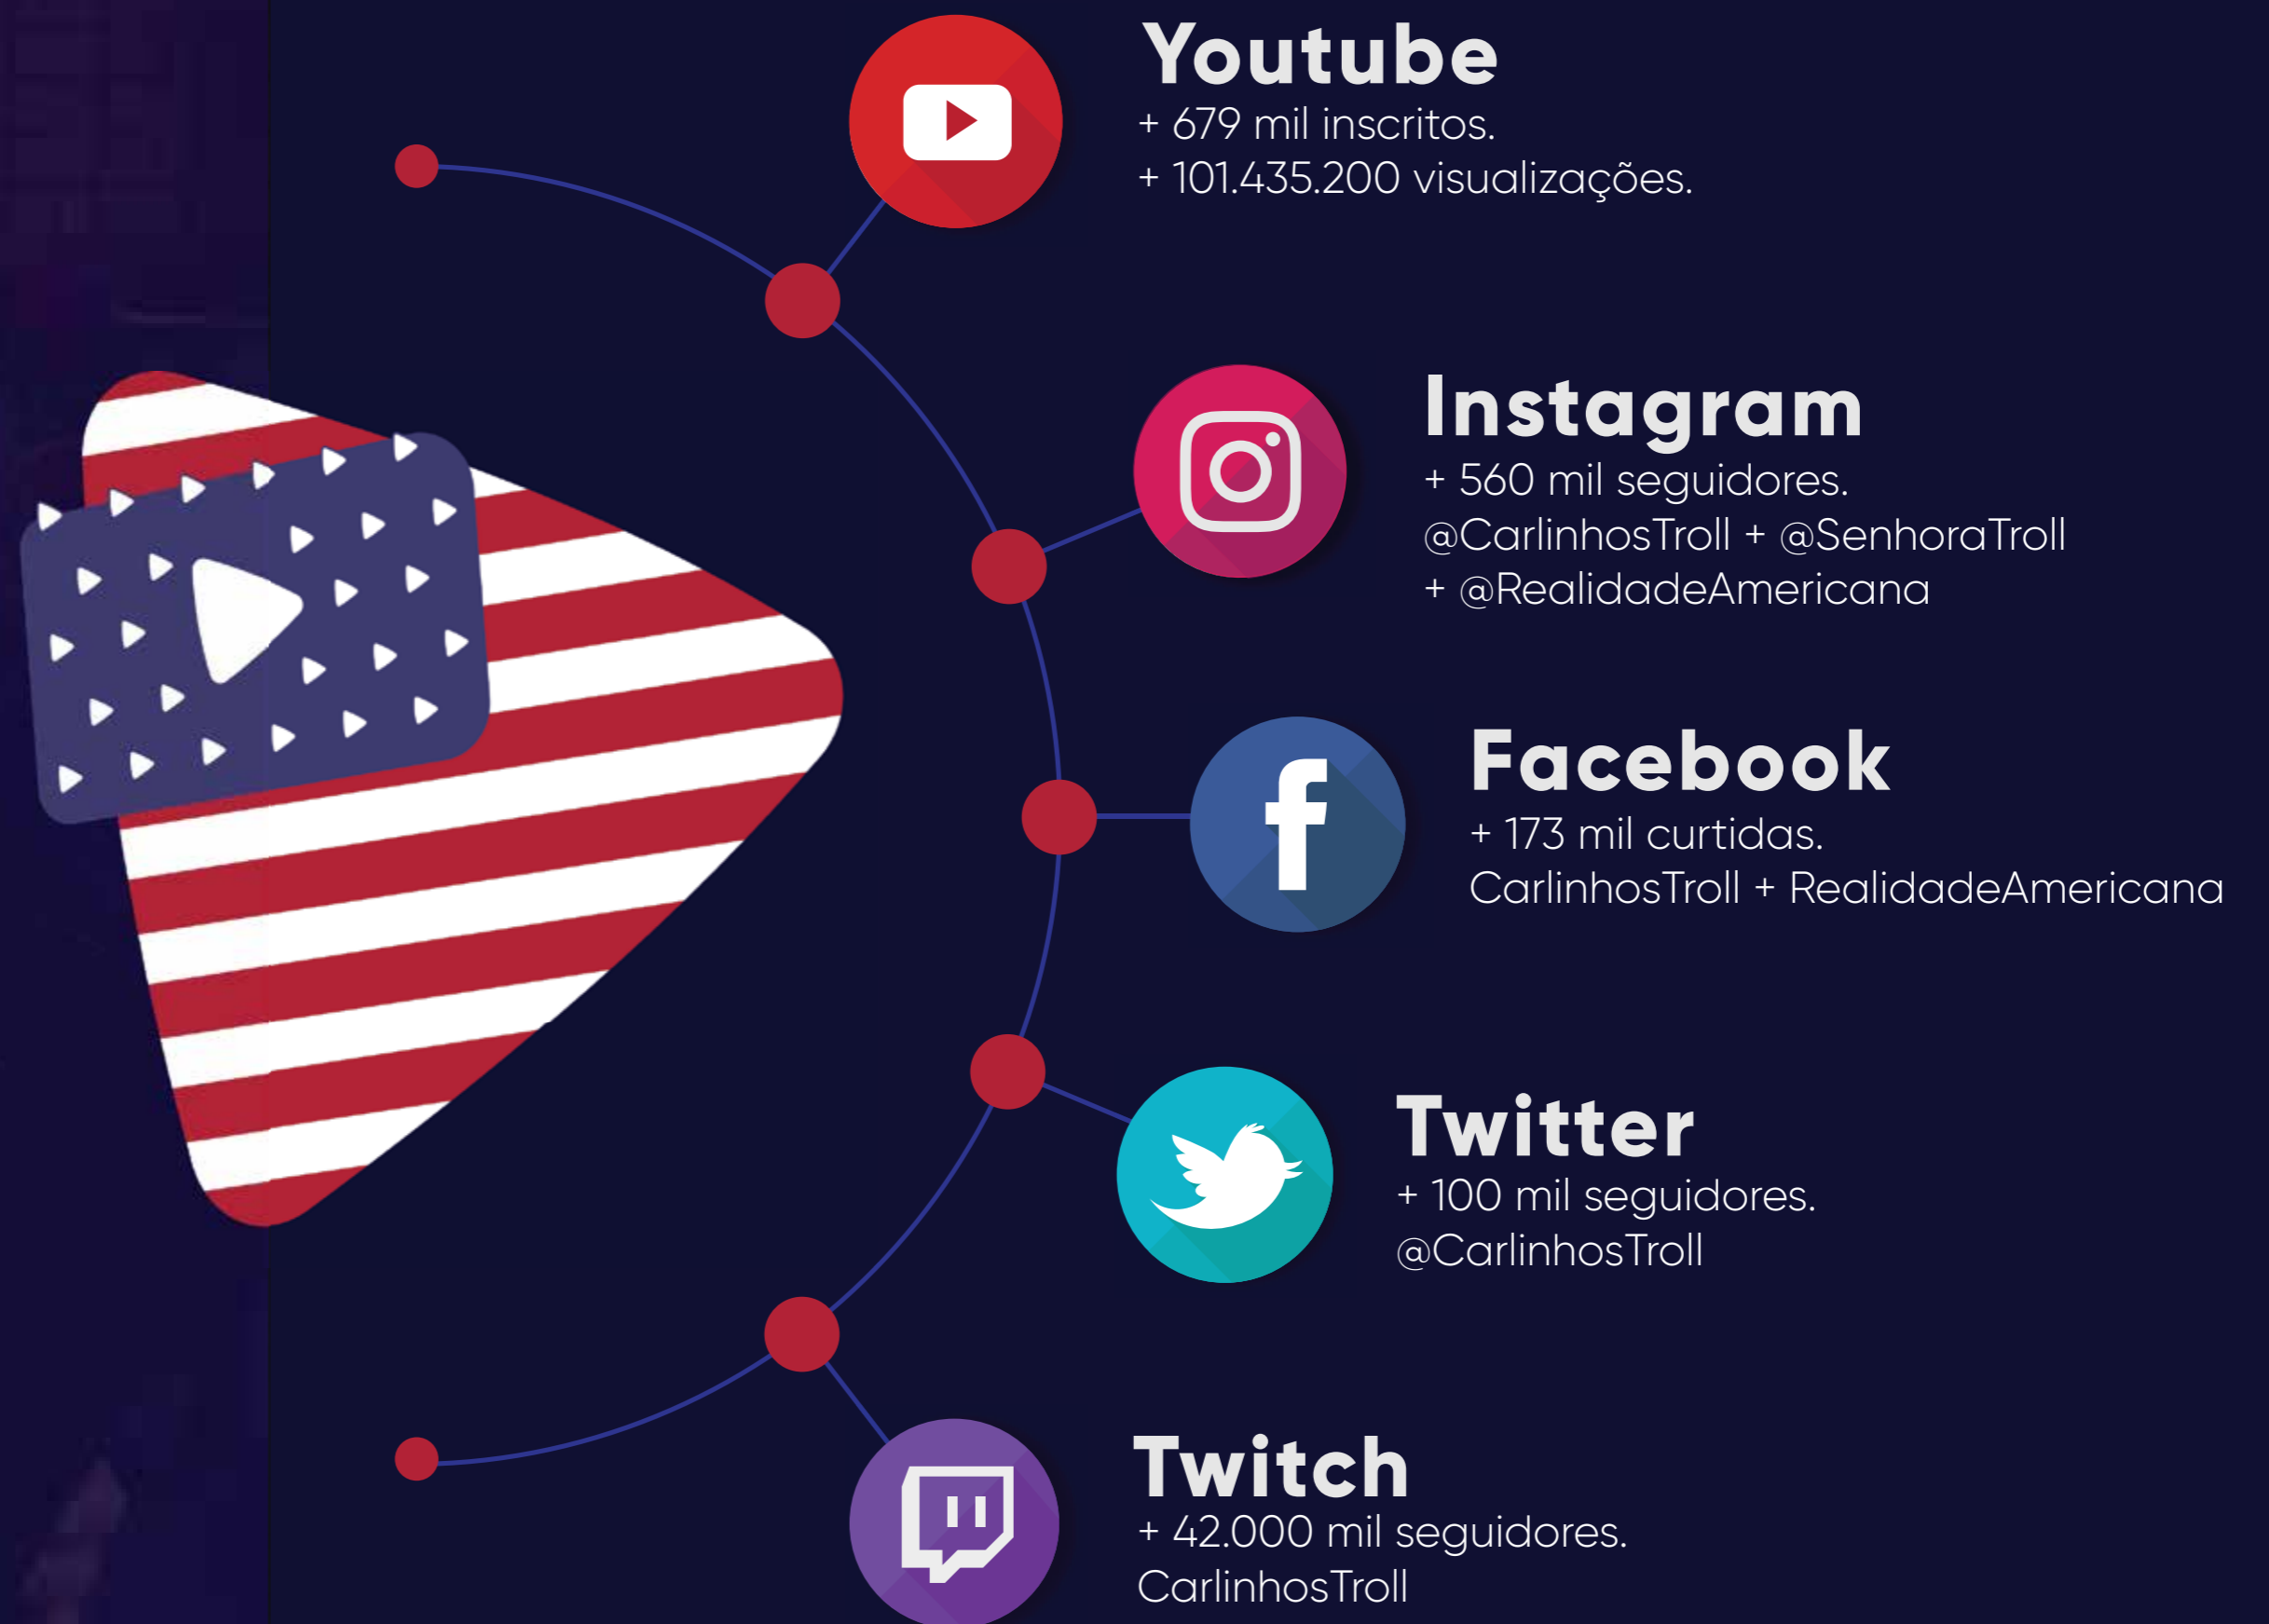 Youtube
+ 679 mil inscritos.
+ 101.435.200 visualizações.
Instagram
+ 560 mil seguidores.
@CarlinhosTroll + @SenhoraTroll
+ @RealidadeAmericana
Facebook
+ 173 mil curtidas.
CarlinhosTroll + RealidadeAmericana
Twitter
+ 100 mil seguidores.
@CarlinhosTroll
Twitch
+ 42.000 mil seguidores.
CarlinhosTroll